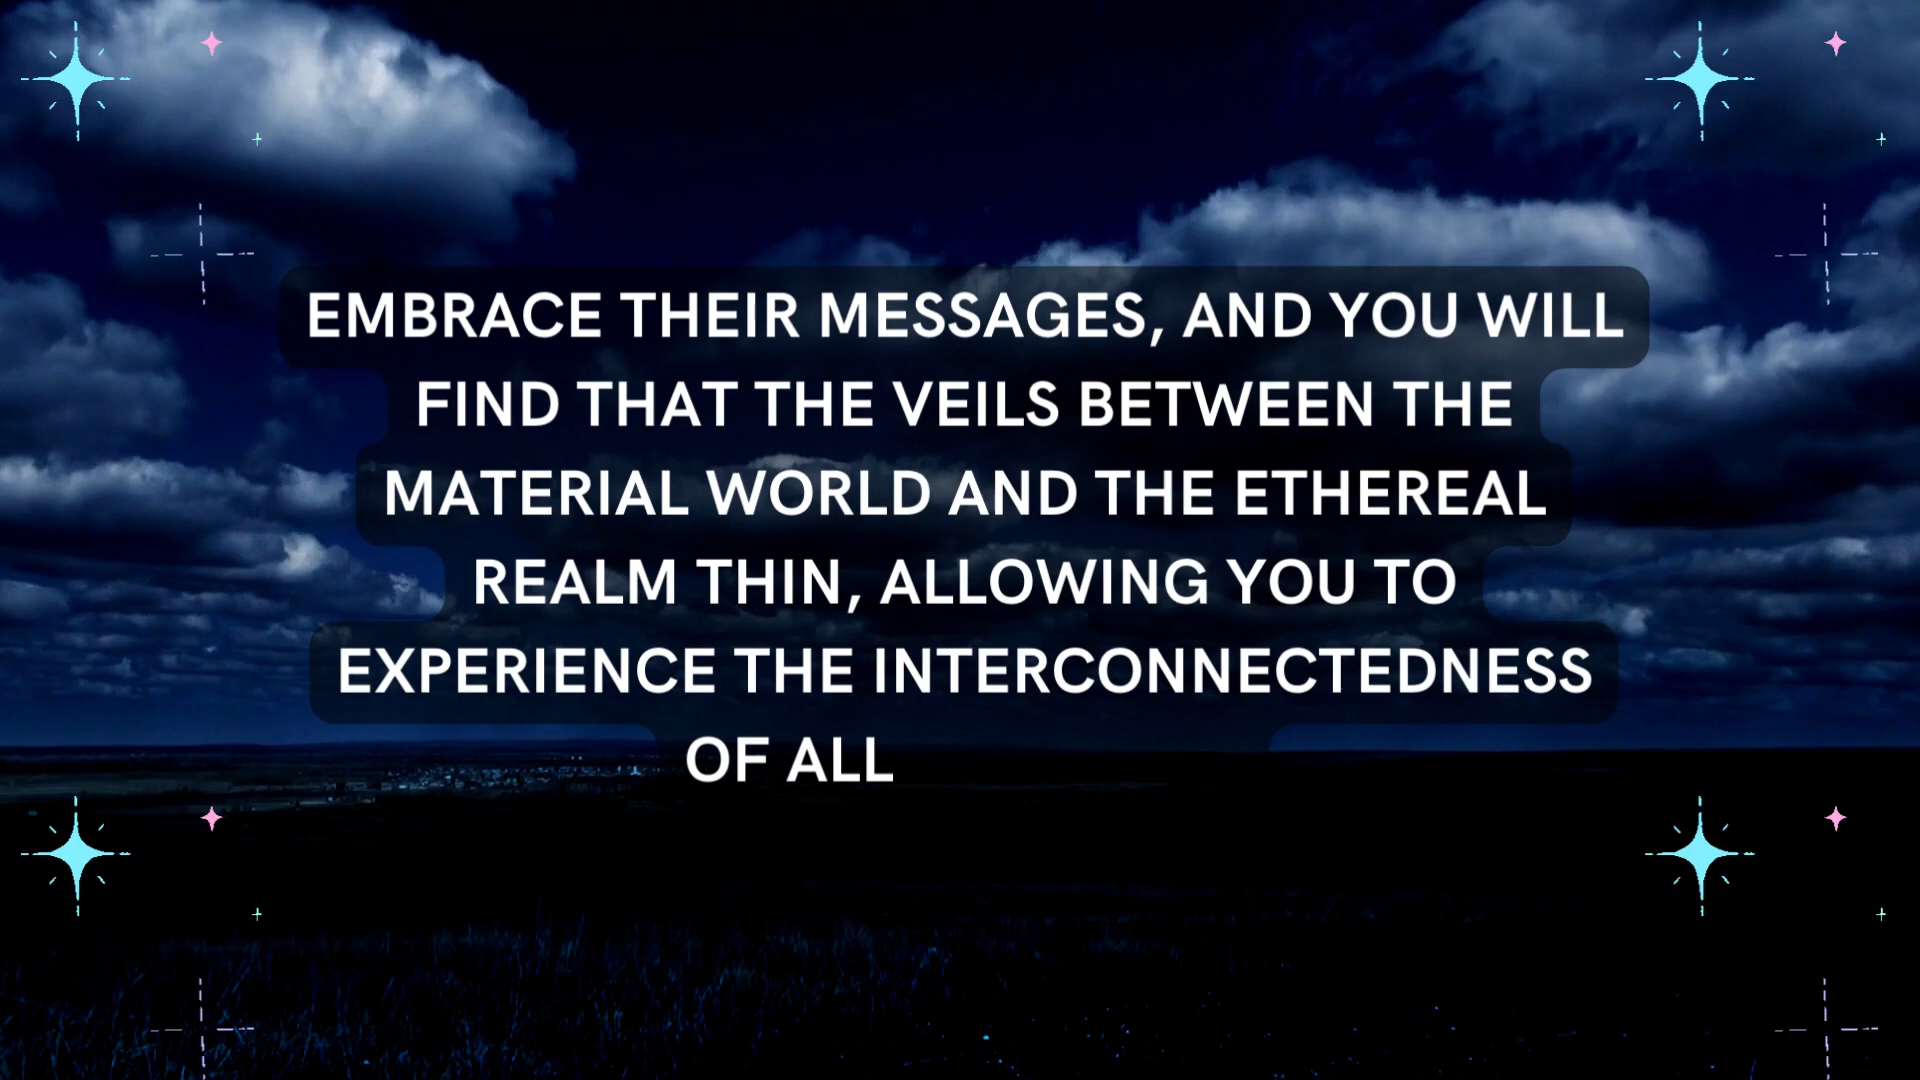 EMBRACE THEIR MESSAGES, AND YOU WILL
FIND THAT THE VEILS BETWEEN THE
MATERIAL WORLD AND THE ETHEREAL
REALM THIN, ALLOWING YOU TO
EXPERIENCE THE INTERCONNECTEDNESS
OF ALL